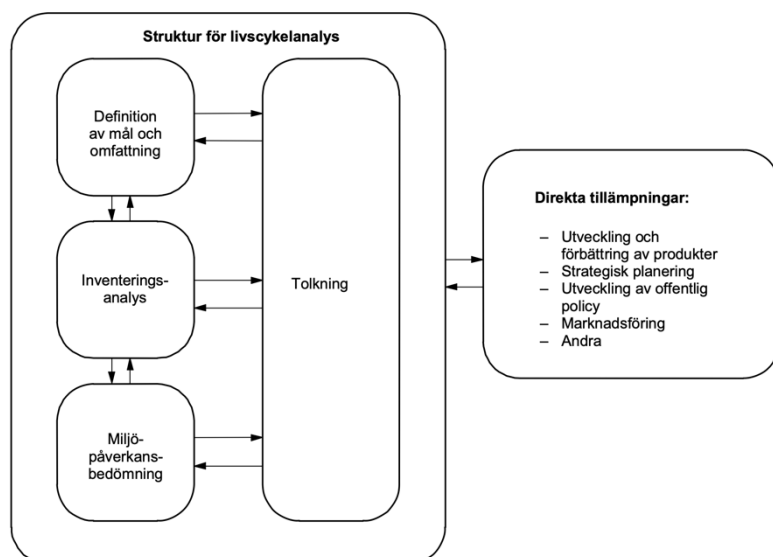 Struktur för livscykelanalys
Definition
av mål och
omfattning
Inventerings-
analys
Miljö-
påverkans-
bedömning
Tolkning
Direkta tillämpningar:
– Utveckling och
förbättring av produkter
– Strategisk planering
– Utveckling av offentlig
policy
– Marknadsföring
– Andra